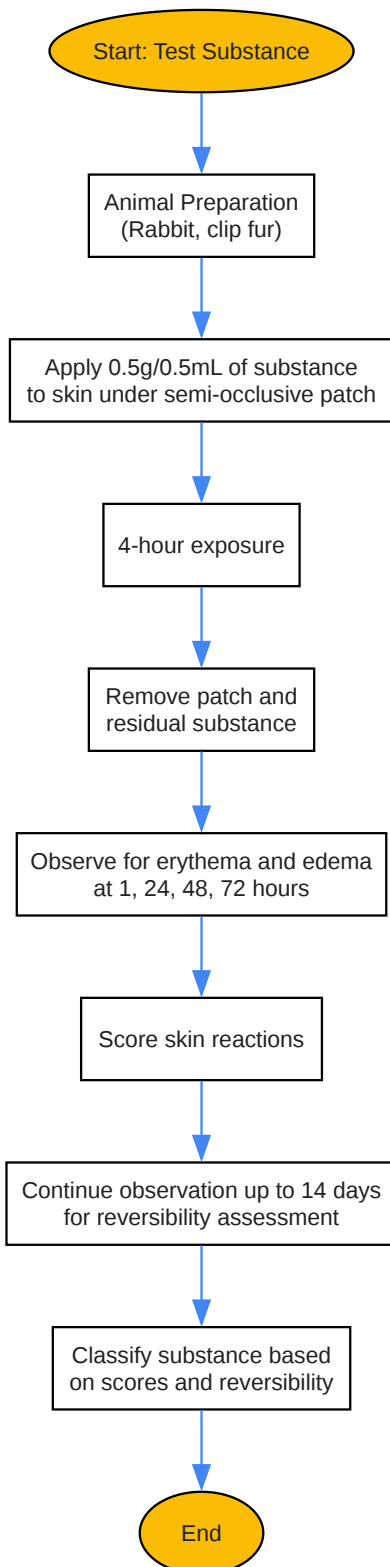 Start: Test Substance
Animal Preparation
(Rabbit, clip fur)
Apply 0.5g/0.5mL of substance
to skin under semi-occlusive patch
4-hour exposure
Remove patch and
residual substance
Observe for erythema and edema
at 1, 24, 48, 72 hours
Score skin reactions
Continue observation up to 14 days
for reversibility assessment
Classify substance based
on scores and reversibility
End